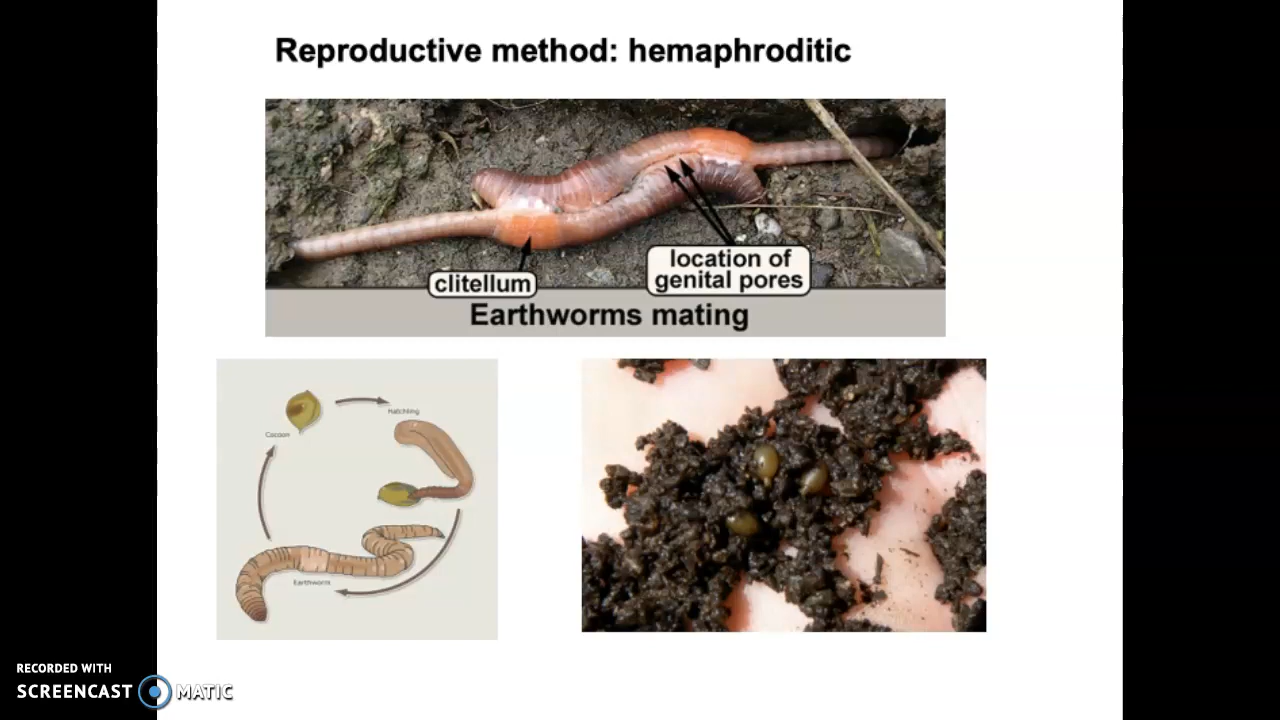 Reproductive method: hemaphroditic
location of
genital pores
clitellum
Earthworms mating
Hatchling
Cocoon
Earthworm
RECORDED WITH
SCREENCAST MATIC